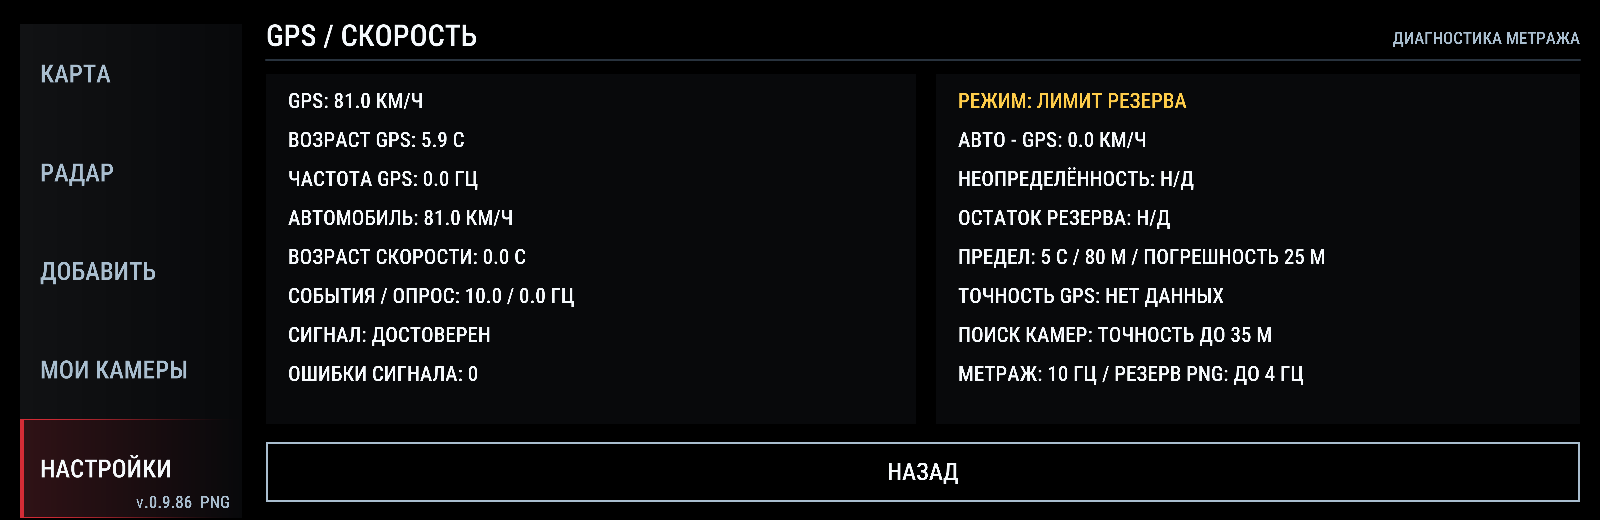 GPS / СКОРОСТЬ
ДИАГНОСТИКА МЕТРАЖА
КАРТА
РАДАР
ДОБАВИТЬ
МОИ КАМЕРЫ
НАСТРОЙКИ
v.0.9.86 PNG
GPS: 81.0 КМ/Ч
ВОЗРАСТ GPS: 5.9 С
ЧАСТОТА GPS: 0.0 ГЦ
АВТОМОБИЛЬ: 81.0 КМ/Ч
ВОЗРАСТ СКОРОСТИ: 0.0 С
СОБЫТИЯ / ОПРОС: 10.0 / 0.0 ГЦ
СИГНАЛ: ДОСТОВЕРЕН
ОШИБКИ СИГНАЛА: 0
РЕЖИМ: ЛИМИТ РЕЗЕРВА
АВТО - GPS: 0.0 КМ/Ч
НЕОПРЕДЕЛЁННОСТЬ: Н/Д
ОСТАТОК РЕЗЕРВА: Н/Д
ПРЕДЕЛ: 5 С / 80 М / ПОГРЕШНОСТЬ 25 М
ТОЧНОСТЬ GPS: НЕТ ДАННЫХ
ПОИСК КАМЕР: ТОЧНОСТЬ ДО 35 М
МЕТРАЖ: 10 ГЦ / РЕЗЕРВ PNG: ДО 4 ГЦ
НАЗАД